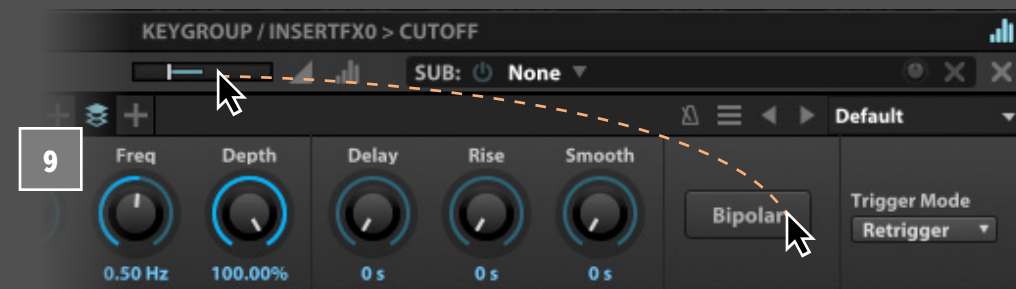 KEYGROUP / INSERTFX0 > CUTOFF
SUB: None
Default
9
Freq Depth Delay Rise Smooth
Bipolar
Trigger Mode
Retrigger
0.50 Hz 100.00% 0 s 0 s 0 s